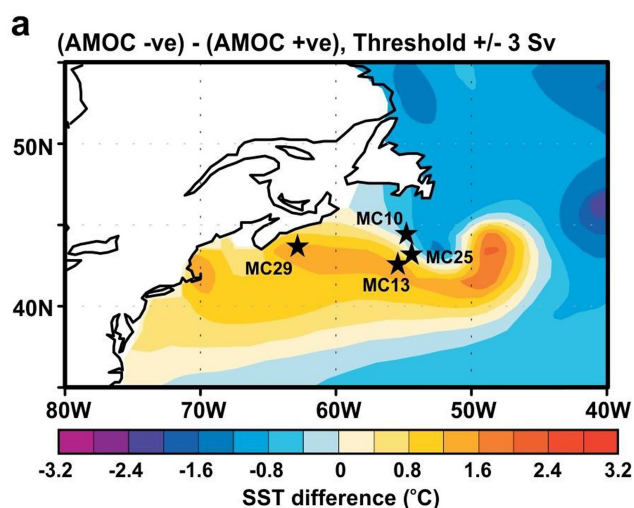 a
(AMOC -ve) - (AMOC +ve), Threshold +/- 3 Sv
50N
40N
MC10
MC25
MC29
MC13
80W 70W 60W 50W 40W
-3.2 -2.4 -1.6 -0.8 0 0.8 1.6 2.4 3.2
SST difference (°C)